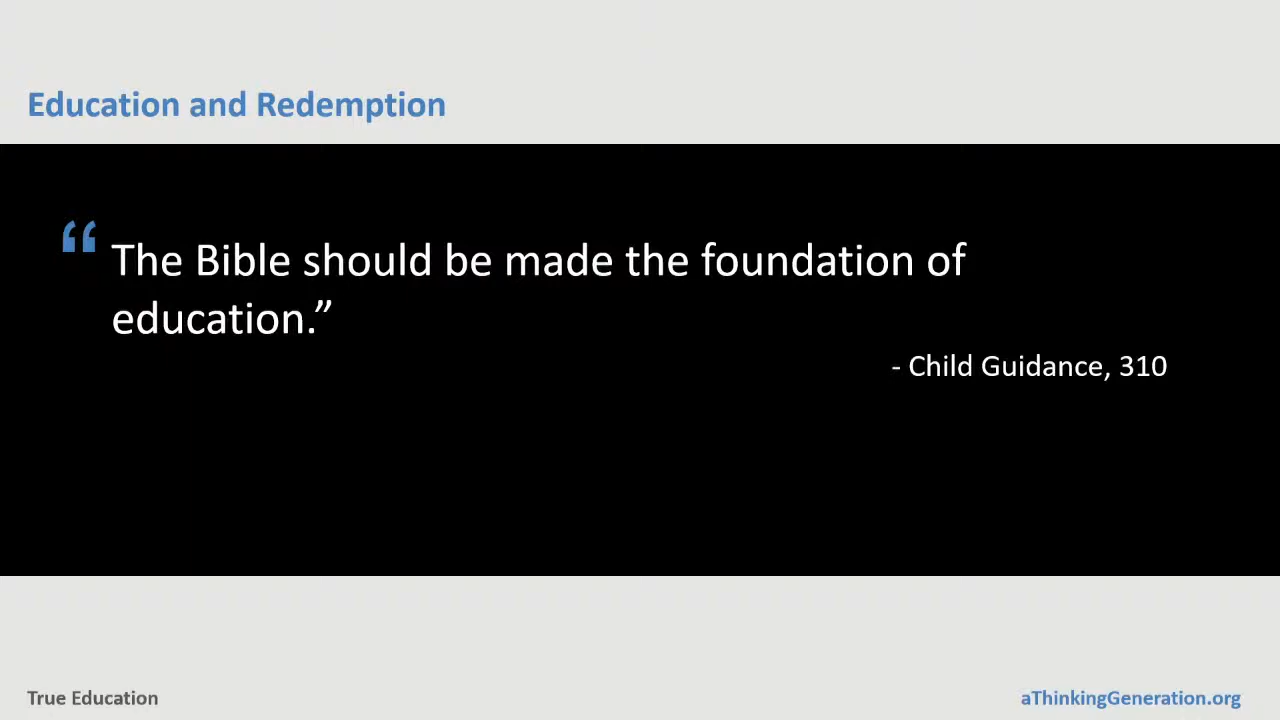 Education and Redemption
“The Bible should be made the foundation of
education.”
- Child Guidance, 310
True Education
aThinkingGeneration.org